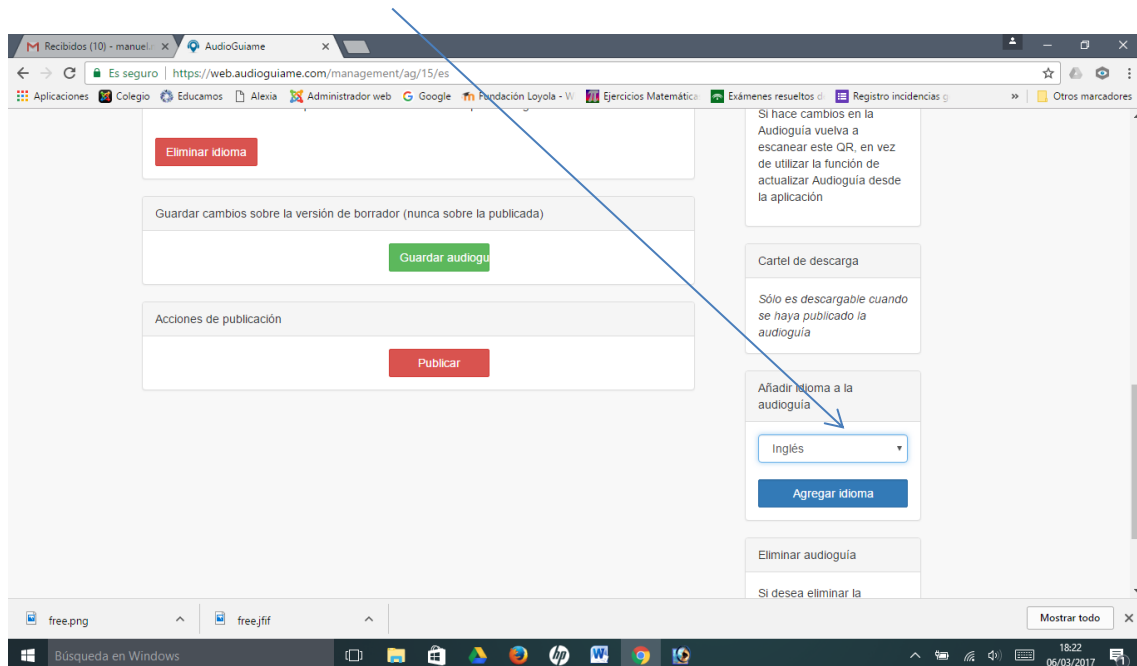 Recibidos (10) - manuel
AudioGuiame
Es seguro | https://web.audioguiame.com/management/ag/15/es
Aplicaciones Colegio Educamos Alexia Administrador web Google Fundación Loyola - W Ejercicios Matemática Exámenes resueltos d Registro incidencias g » Otros marcadores
Eliminar idioma
Guardar cambios sobre la versión de borrador (nunca sobre la publicada)
Guardar audiogu
Acciones de publicación
Publicar
Si hace cambios en la
Audioguía vuelva a
escanear este QR, en vez
de utilizar la función de
actualizar Audioguía desde
la aplicación
Cartel de descarga
Sólo es descargable cuando
se haya publicado la
audioguía
Añadir idioma a la
audioguía
Inglés
Agregar idioma
Eliminar audioguía
Si desea eliminar la
free.png
free.jfif
Mostrar todo
Búsqueda en Windows
18:22
06/03/2017